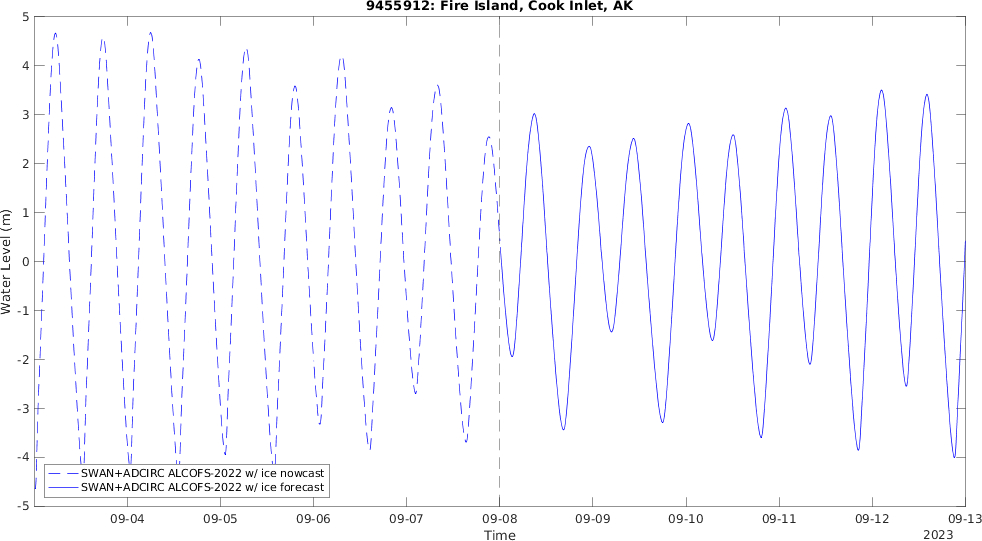 9455912: Fire Island, Cook Inlet, AK
5
4
3
2
1
0
-1
-2
-3
-4
-5
Water Level (m)
SWAN+ADCIRC ALCOFS-2022 w/ ice nowcast
SWAN+ADCIRC ALCOFS-2022 w/ ice forecast
09-04 09-05 09-06 09-07 09-08 09-09 09-10 09-11 09-12 09-13
Time
2023